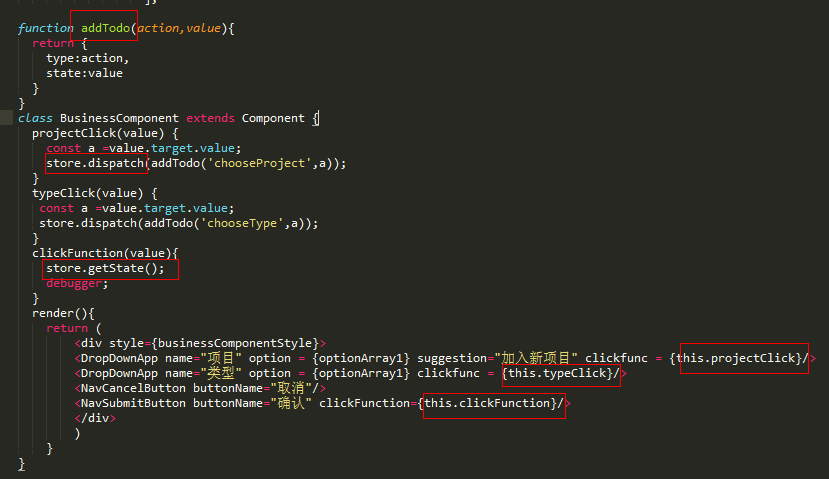 ];
function addTodo(action,value){
return {
type:action,
state:value
}
}
class BusinessComponent extends Component {
projectClick(value) {
const a =value.target.value;
store.dispatch(addTodo('chooseProject',a));
}
typeClick(value) {
const a =value.target.value;
store.dispatch(addTodo('chooseType',a));
}
clickFunction(value){
store.getState();
debugger;
}
render(){
return (
<div style={businessComponentStyle}>
<DropDownApp name="项目" option = {optionArray1} suggestion="加入新项目" clickfunc = {this.projectClick}/>
<DropDownApp name="类型" option = {optionArray1} clickfunc = {this.typeClick}/>
<NavCancelButton buttonName="取消"/>
<NavSubmitButton buttonName="确认" clickFunction={this.clickFunction}/>
</div>
)
}
}